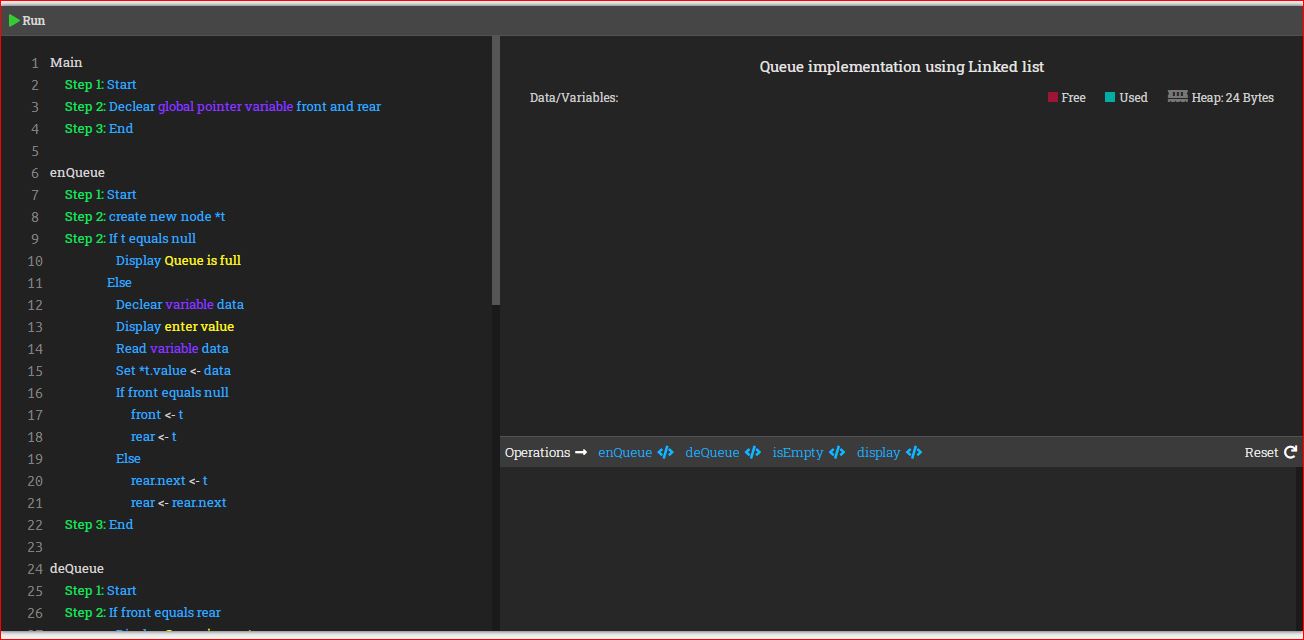 Run
1 Main
2 Step 1: Start
3 Step 2: Declear global pointer variable front and rear
4 Step 3: End
5
6 enQueue
7 Step 1: Start
8 Step 2: create new node *t
9 Step 2: If t equals null
10 Display Queue is full
11 Else
12 Declear variable data
13 Display enter value
14 Read variable data
15 Set *t.value <- data
16 If front equals null
17 front <- t
18 rear <- t
19 Else
20 rear.next <- t
21 rear <- rear.next
22 Step 3: End
23
24 deQueue
25 Step 1: Start
26 Step 2: If front equals rear
Queue implementation using Linked list
Data/Variables: Free Used Heap: 24 Bytes
Operations → enQueue </> deQueue </> isEmpty </> display </> Reset